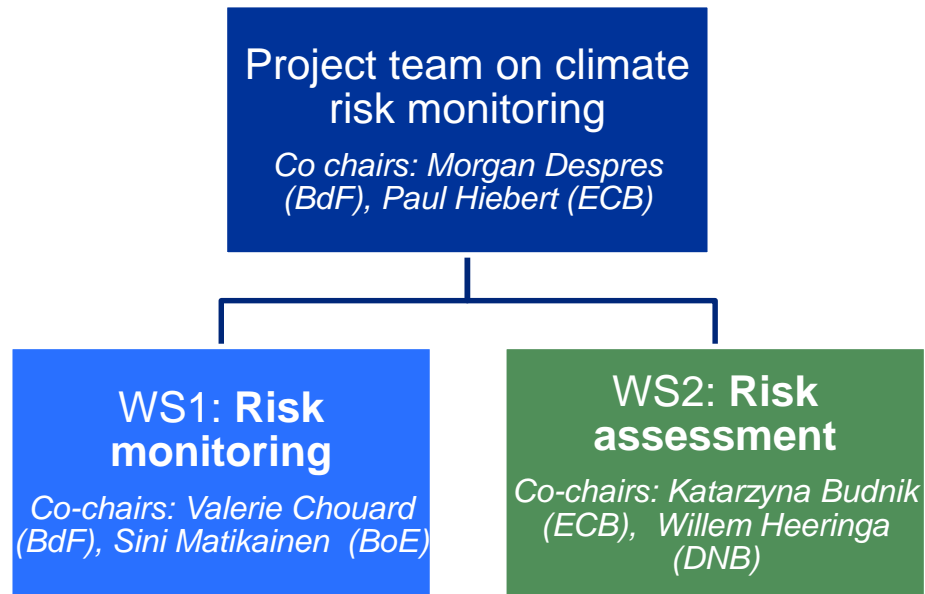 Project team on climate
risk monitoring
Co chairs: Morgan Despres
(BdF), Paul Hiebert (ECB)
WS1: Risk
monitoring
Co-chairs: Valerie Chouard
(BdF), Sini Matikainen (BoE)
WS2: Risk
assessment
Co-chairs: Katarzyna Budnik
(ECB), Willem Heeringa
(DNB)